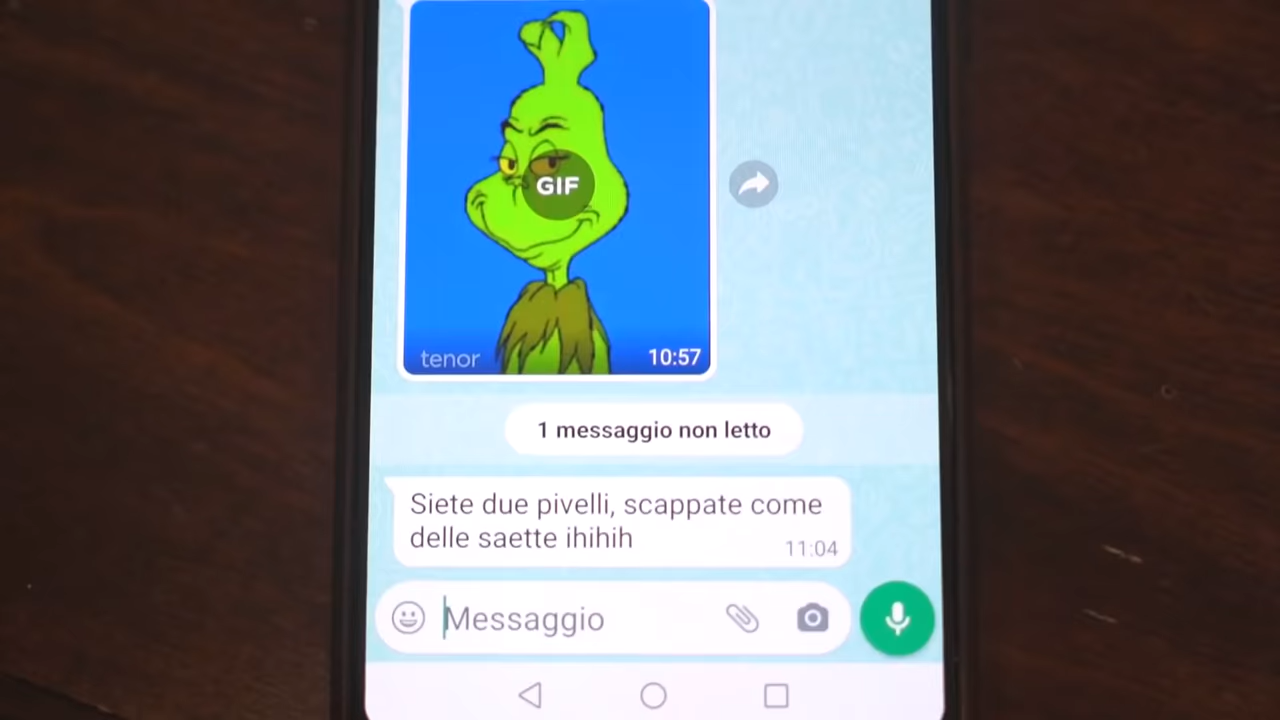 GIF
tenor
10:57
1 messaggio non letto
Siete due pivelli, scappate come
delle saette ihihih
11:04
Messaggio